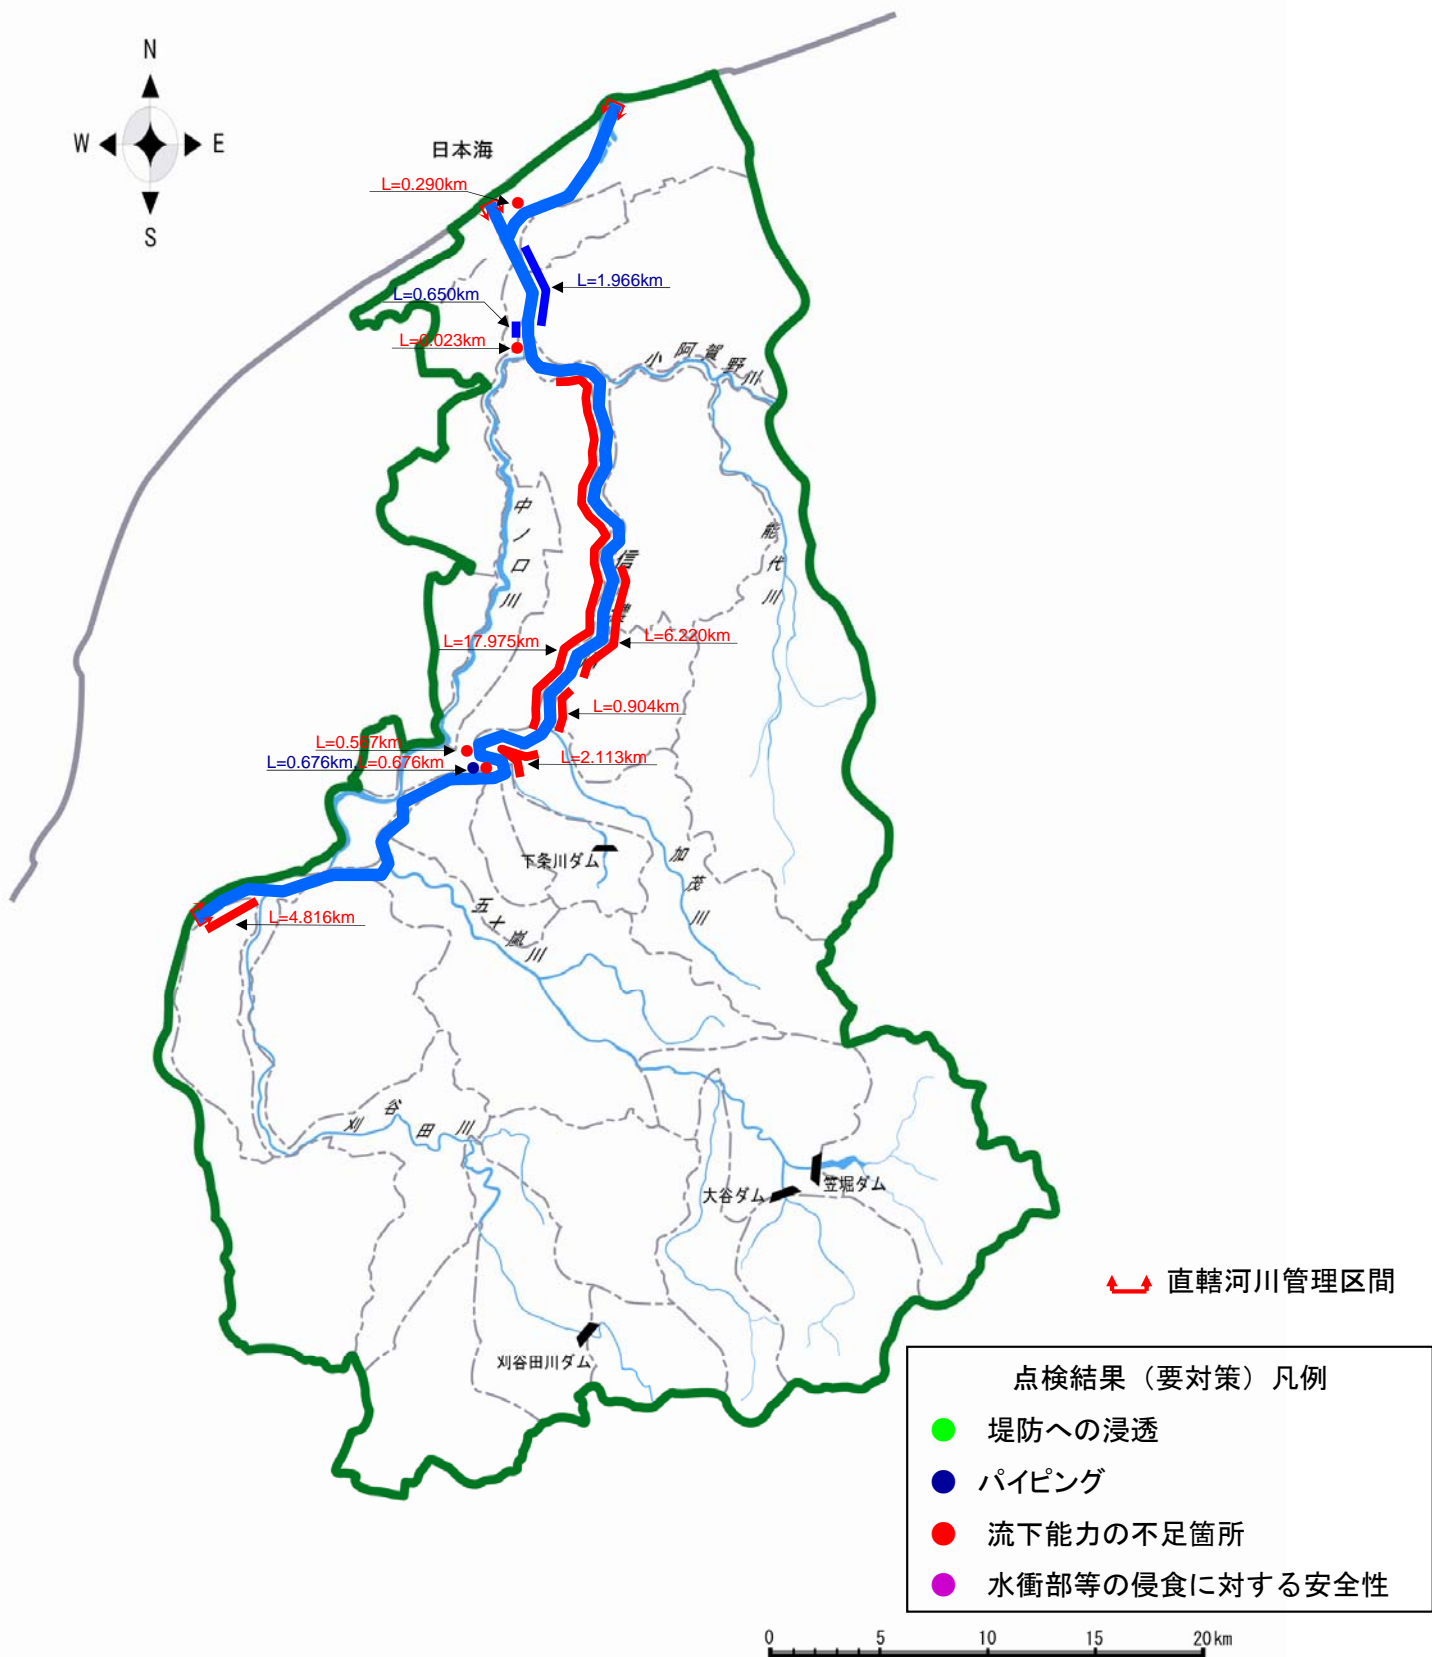 N
W
E
S
日本海
L=0.290km
L=1.966km
L=0.650km
L=0.023km
小阿賀野川
中ノ口川
信
能代川
L=17.975km
L=6.220km
L=0.904km
L=2.113km
L=0.676km
L=0.676km
下条川ダム
加茂川
五十嵐川
L=4.816km
刈谷田川
大谷ダム
笠堀ダム
刈谷田川ダム
直轄河川管理区間
点検結果（要対策）凡例
堤防への浸透
パイピング
流下能力の不足箇所
水衝部等の侵食に対する安全性
0 5 10 15 20km